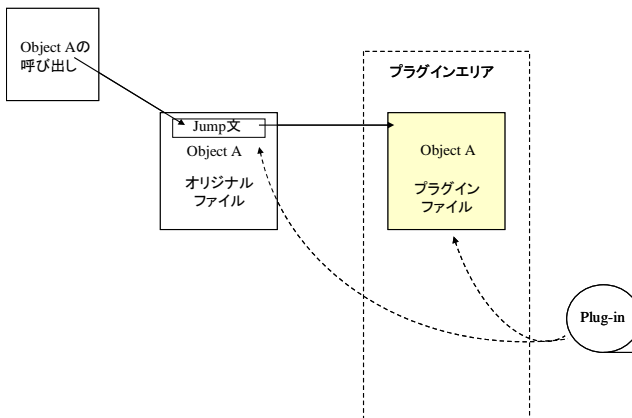 Object Aの
呼び出し
プラグインエリア
Jump文
Object A
オリジナル
ファイル
Object A
プラグイン
ファイル
Plug-in